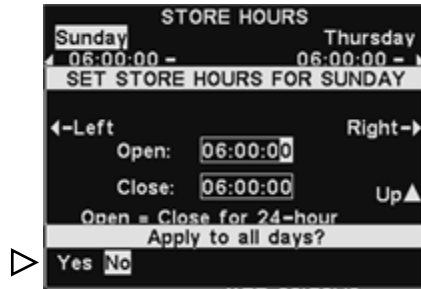 STORE HOURS
Sunday Thursday
06:00:00 - 06:00:00 -
SET STORE HOURS FOR SUNDAY
◄-Left Right-►
Open: 06:00:00
Close: 06:00:00
Up▲
Open = Close for 24-hour
Apply to all days?
Yes No